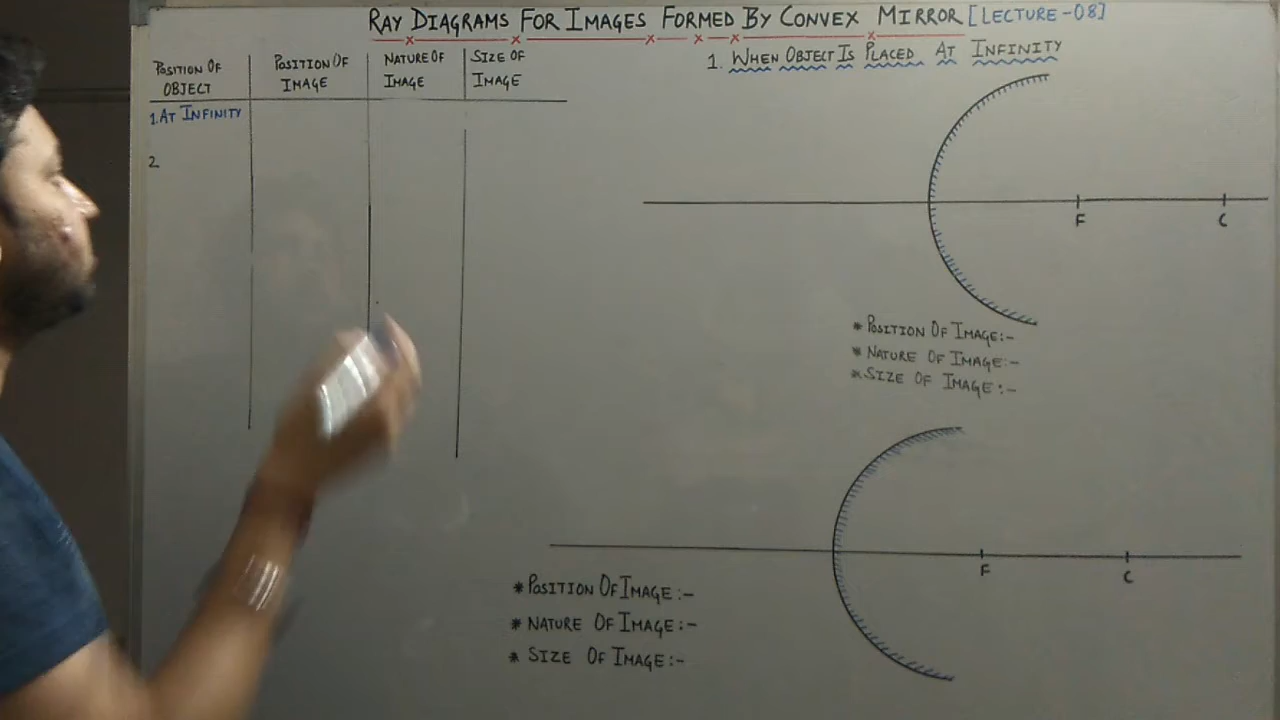 RAY DIAGRAMS FOR IMAGES FORMED BY CONVEX MIRROR [LECTURE-08]
POSITION OF OBJECT
POSITION OF IMAGE
NATURE OF IMAGE
SIZE OF IMAGE
1. AT INFINITY
2.
1. WHEN OBJECT IS PLACED AT INFINITY
F
C
* POSITION OF IMAGE:-
* NATURE OF IMAGE:-
* SIZE OF IMAGE:-
F
C
* POSITION OF IMAGE:-
* NATURE OF IMAGE:-
* SIZE OF IMAGE:-